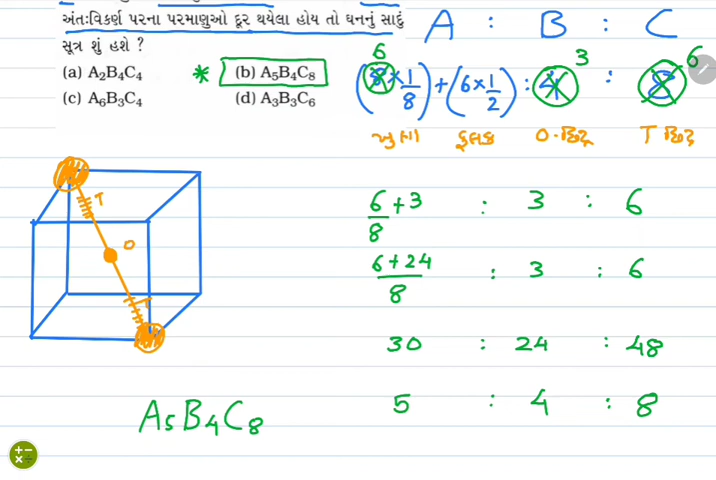 અંતઃવિકર્ણ પરના પરમાણુઓ દૂર થયેલા હોય તો ઘનનું સાદું
સૂત્ર શું હશે ?
(a) A₂B₄C₄
* (b) A₅B₄C₈
(c) A₆B₃C₄
(d) A₃B₃C₆
A : B : C
6 3 6
(8 × 1/8) + (6 × 1/2) : 4 : 8
ખુણા ફલક O-છિદ્ર T છિદ્ર
6/8 + 3 : 3 : 6
6 + 24 / 8 : 3 : 6
30 : 24 : 48
5 : 4 : 8
T
O
T
A₅B₄C₈